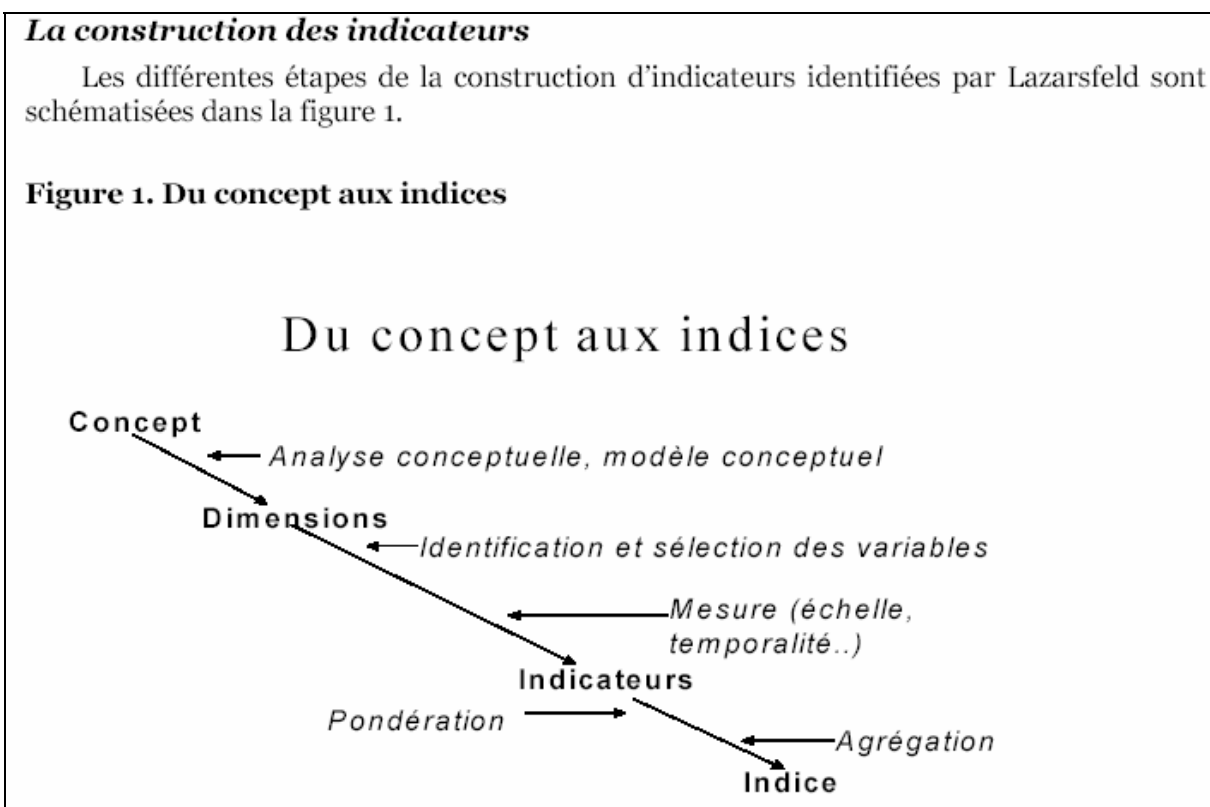 La construction des indicateurs
Les différentes étapes de la construction d'indicateurs identifiées par Lazarsfeld sont
schématisées dans la figure 1.
Figure 1. Du concept aux indices
Du concept aux indices
Concept
Analyse conceptuelle, modèle conceptuel
Dimensions
Identification et sélection des variables
Mesure (échelle,
temporalité..)
Indicateurs
Pondération
Agrégation
Indice